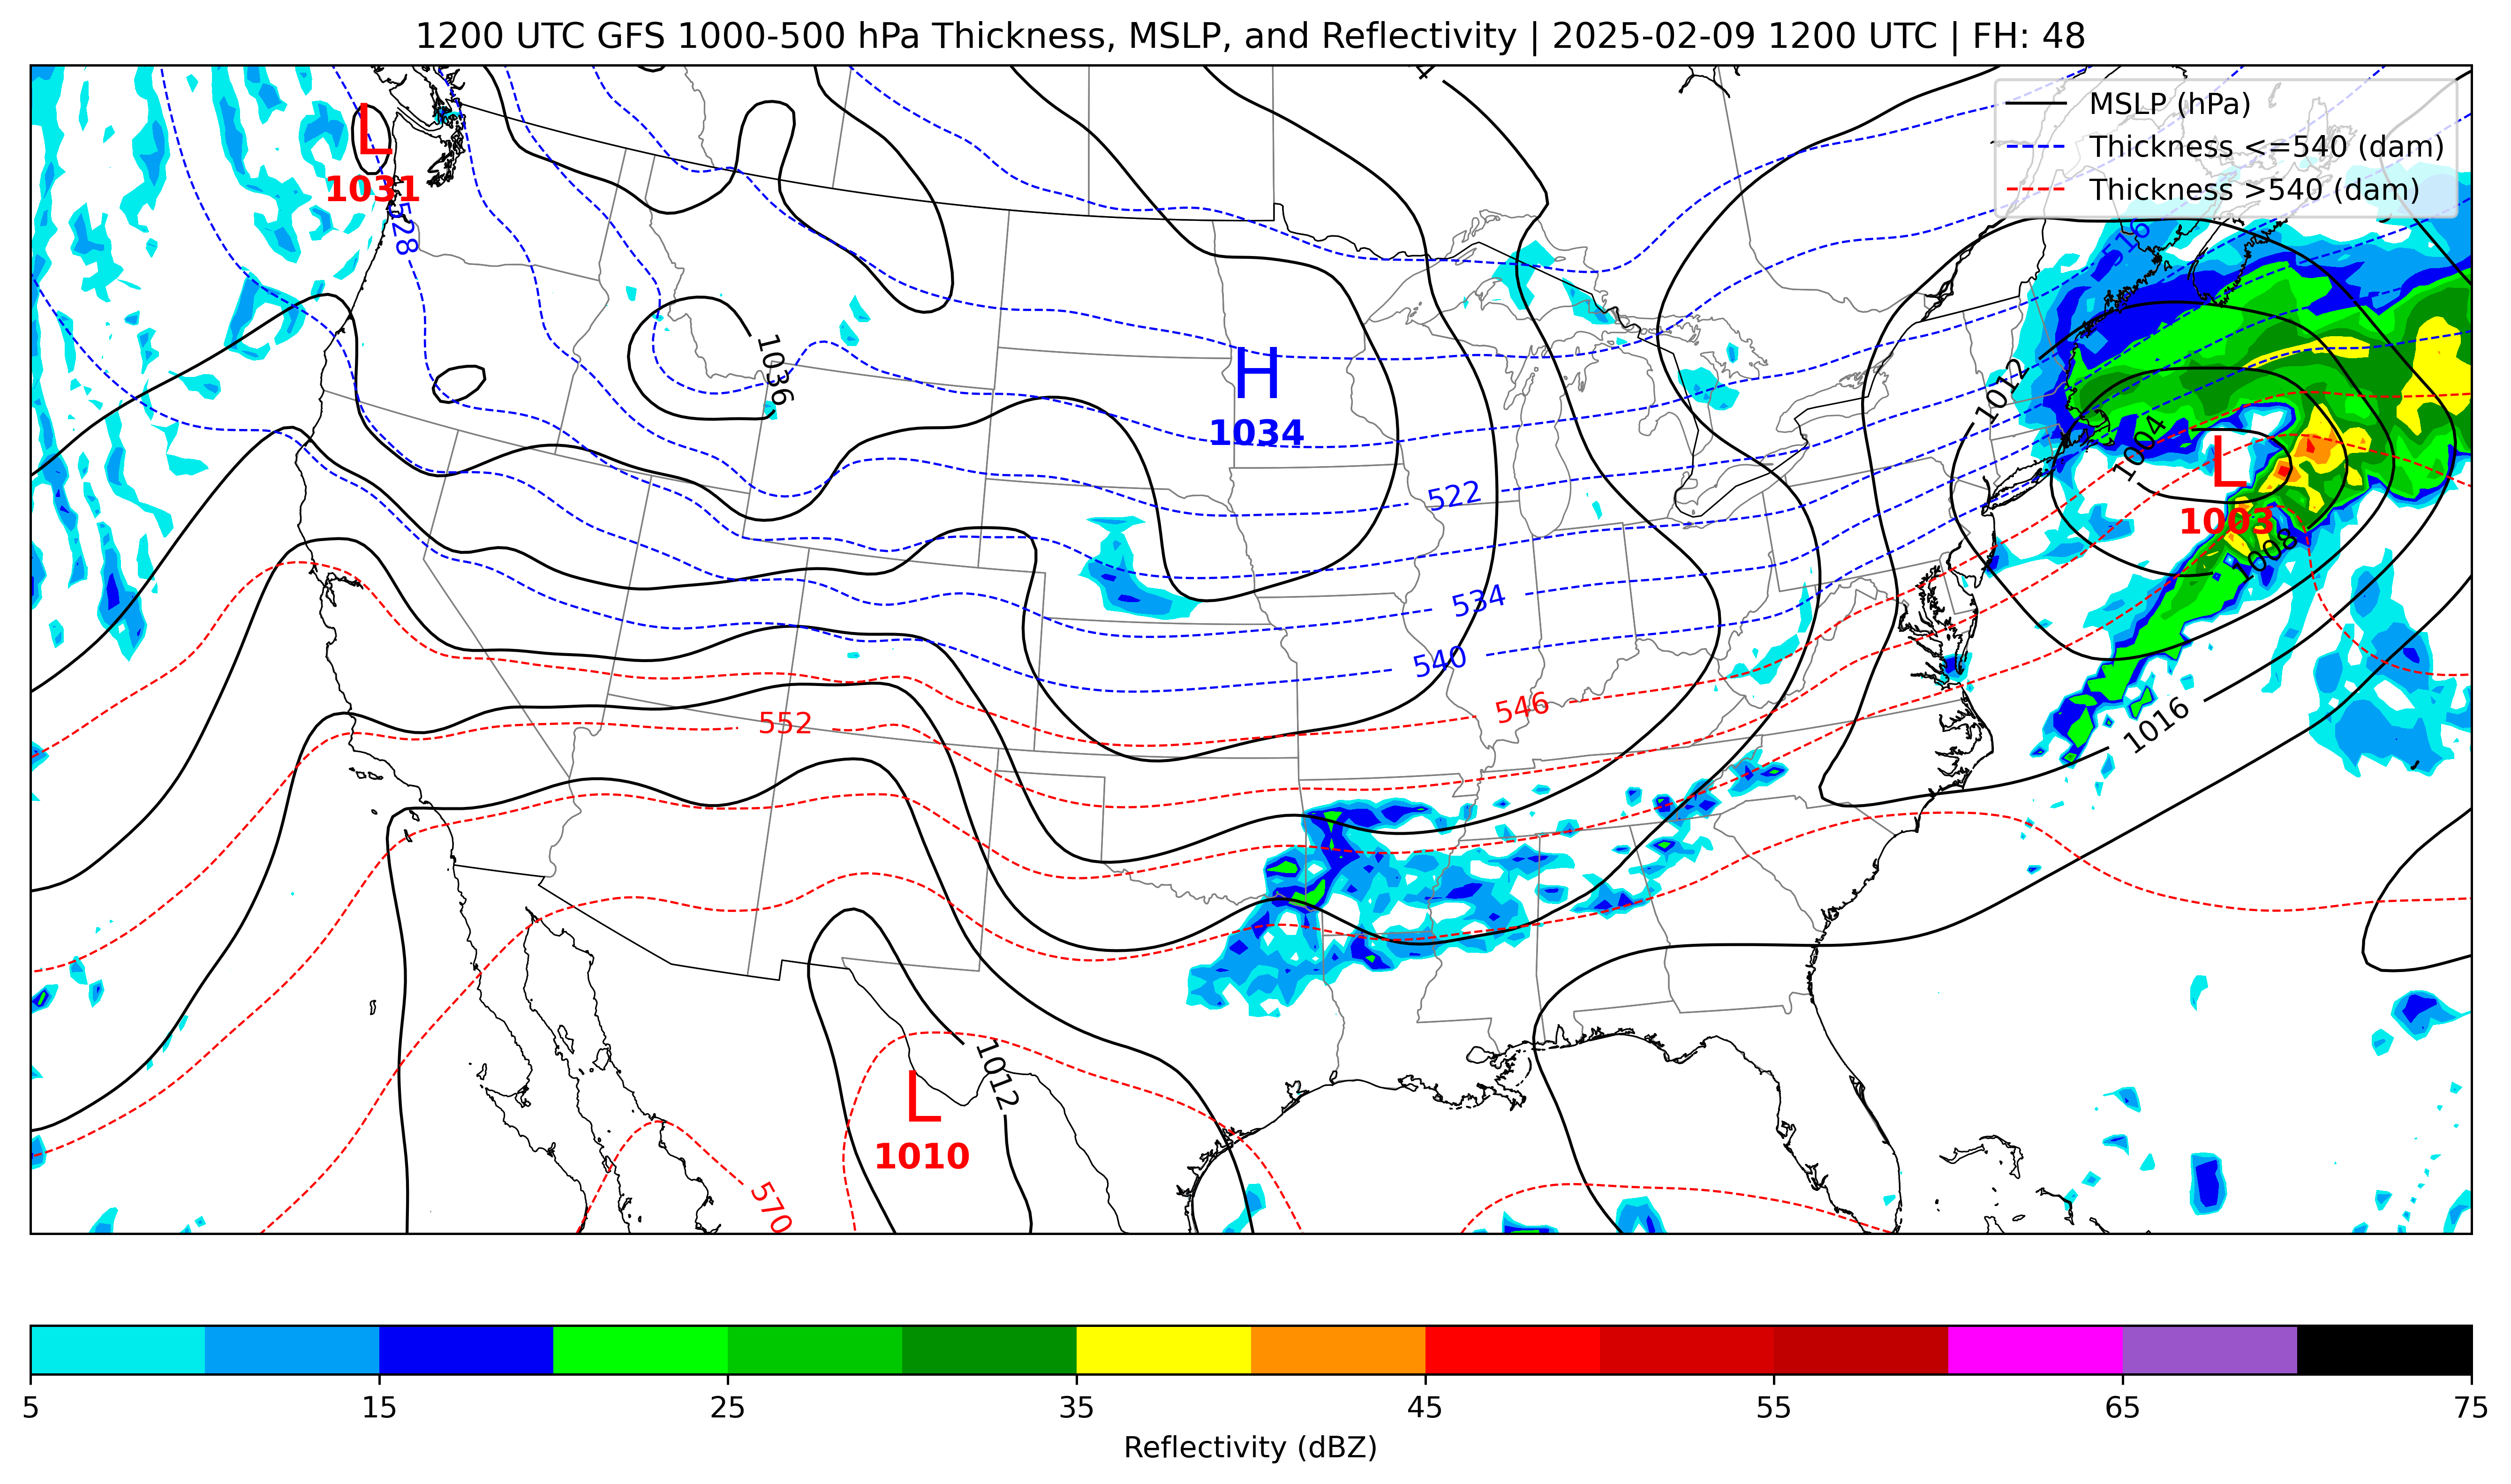 1200 UTC GFS 1000-500 hPa Thickness, MSLP, and Reflectivity | 2025-02-09 1200 UTC | FH: 48
MSLP (hPa)
Thickness <=540 (dam)
Thickness >540 (dam)
L
1031
528
516
H
1034
1036
1012
1004
L
1003
1008
522
534
540
546
552
1016
1012
L
1010
570
5
15
25
35
45
55
65
75
Reflectivity (dBZ)